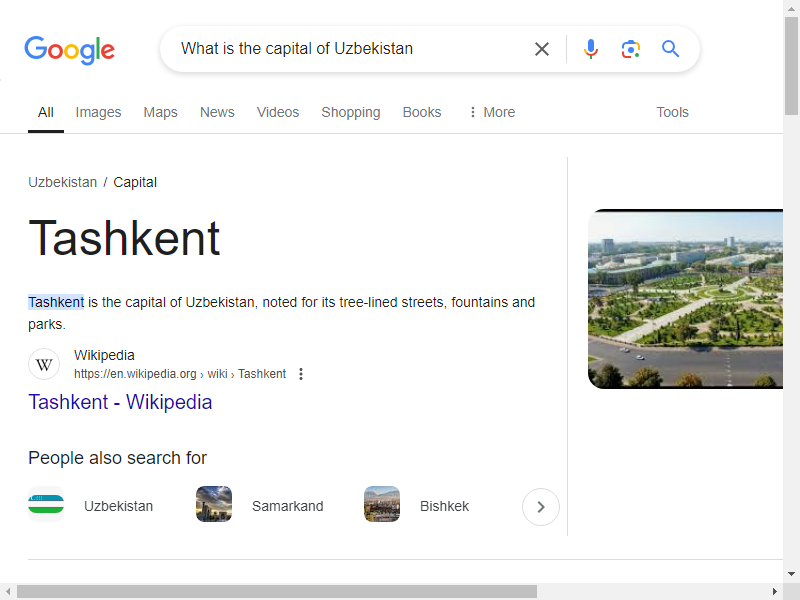 Google
What is the capital of Uzbekistan
All Images Maps News Videos Shopping Books More Tools
Uzbekistan / Capital
Tashkent
Tashkent is the capital of Uzbekistan, noted for its tree-lined streets, fountains and
parks.
W
Wikipedia
https://en.wikipedia.org › wiki › Tashkent
Tashkent - Wikipedia
People also search for
Uzbekistan Samarkand Bishkek